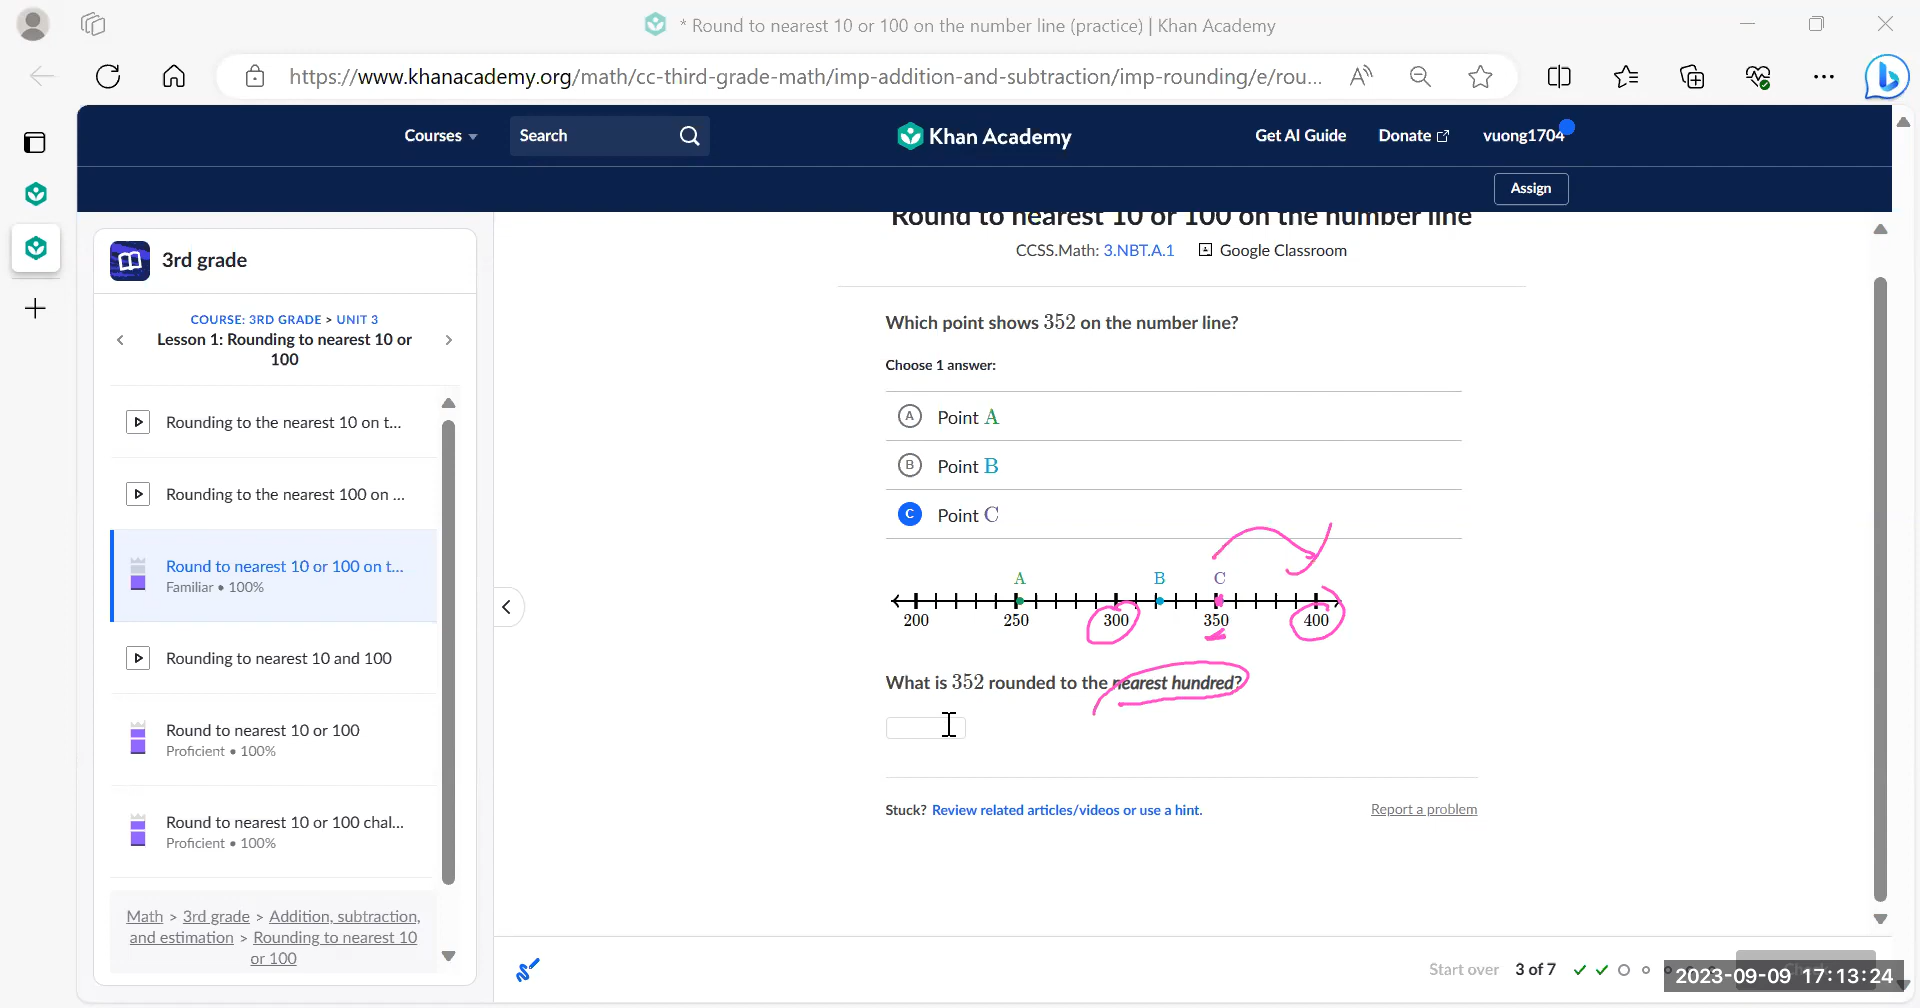 * Round to nearest 10 or 100 on the number line (practice) | Khan Academy
https://www.khanacademy.org/math/cc-third-grade-math/imp-addition-and-subtraction/imp-rounding/e/rou...
Courses
Search
Khan Academy
Get AI Guide
Donate
vuong1704
Assign
3rd grade
COURSE: 3RD GRADE > UNIT 3
Lesson 1: Rounding to nearest 10 or
100
Rounding to the nearest 10 on t...
Rounding to the nearest 100 on ...
Round to nearest 10 or 100 on t...
Familiar • 100%
Rounding to nearest 10 and 100
Round to nearest 10 or 100
Proficient • 100%
Round to nearest 10 or 100 chal...
Proficient • 100%
Math > 3rd grade > Addition, subtraction,
and estimation > Rounding to nearest 10
or 100
Round to nearest 10 or 100 on the number line
CCSS.Math: 3.NBT.A.1
Google Classroom
Which point shows 352 on the number line?
Choose 1 answer:
A Point A
B Point B
C Point C
A B C
200 250 300 350 400
What is 352 rounded to the nearest hundred?
Stuck? Review related articles/videos or use a hint.
Report a problem
Start over 3 of 7
2023-09-09 17:13:24